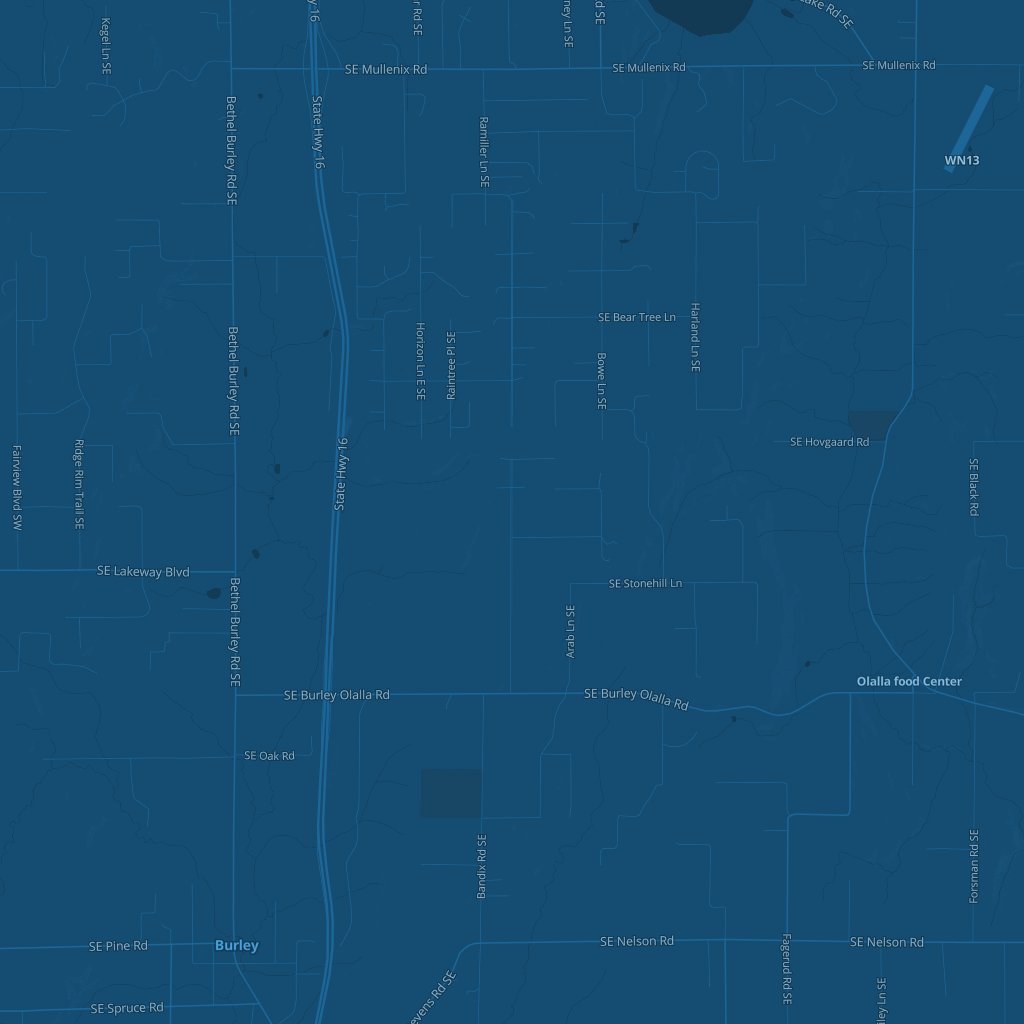 Kegel Ln SE
Rd SE
SE Mullenix Rd
SE Mullenix Rd
SE Mullenix Rd
Bethel Burley Rd SE
State Hwy 16
Ramiller Ln SE
WN13
SE Bear Tree Ln
Harland Ln SE
Bethel Burley Rd SE
Horizon Ln E SE
Raintree Pl SE
Bowe Ln SE
SE Hovgaard Rd
State Hwy 16
Fairview Blvd SW
Ridge Rim Trail SE
SE Black Rd
SE Lakeway Blvd
SE Stonehill Ln
Bethel Burley Rd SE
Arab Ln SE
Olalla food Center
SE Burley Olalla Rd
SE Burley Olalla Rd
SE Oak Rd
Bandix Rd SE
Forsman Rd SE
SE Pine Rd
Burley
SE Nelson Rd
SE Nelson Rd
Fagerud Rd SE
SE Spruce Rd